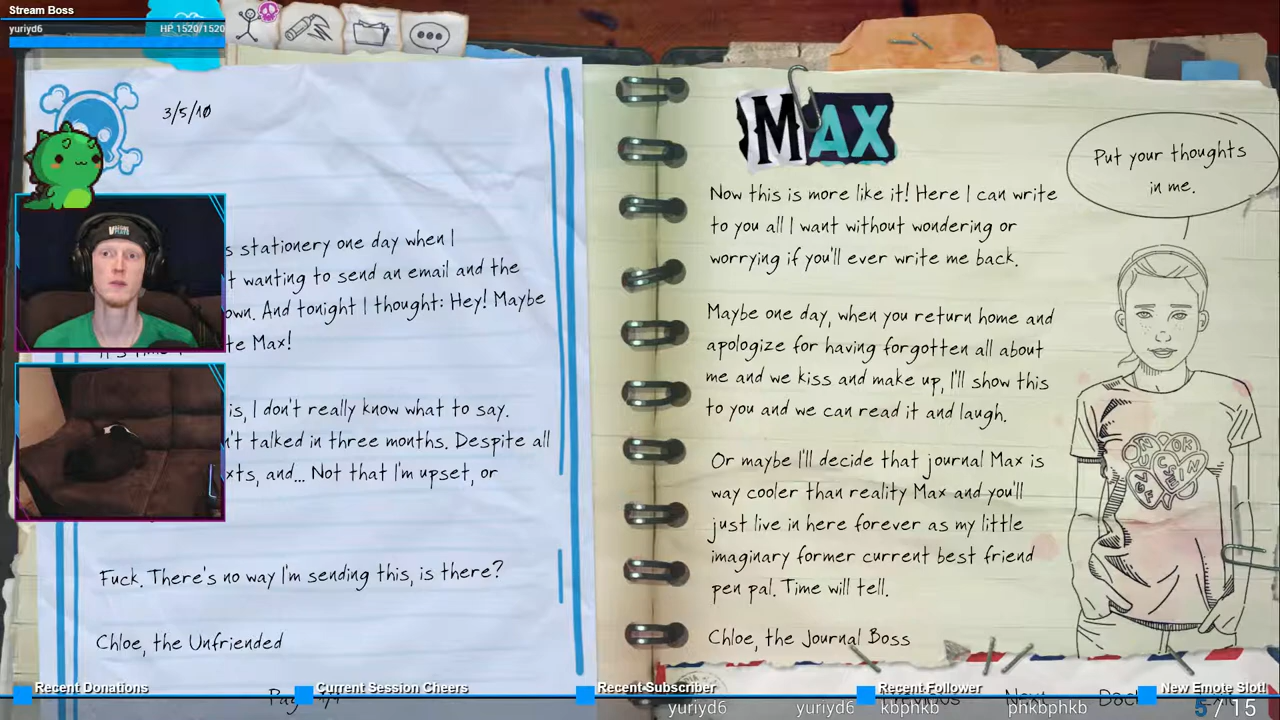 Stream Boss
yuriyd6
HP 1520/1520
3/5/10
s stationery one day when I
t wanting to send an email and the
own. And tonight I thought: Hey! Maybe
te Max!
is, I don't really know what to say.
n't talked in three months. Despite all
xts, and... Not that I'm upset, or
Fuck. There's no way I'm sending this, is there?
Chloe, the Unfriended
MAX
Now this is more like it! Here I can write
to you all I want without wondering or
worrying if you'll ever write me back.
Maybe one day, when you return home and
apologize for having forgotten all about
me and we kiss and make up, I'll show this
to you and we can read it and laugh.
Or maybe I'll decide that journal Max is
way cooler than reality Max and you'll
just live in here forever as my little
imaginary former current best friend
pen pal. Time will tell.
Chloe, the Journal Boss
Put your thoughts
in me.
Recent Donations
Current Session Cheers
Recent Subscriber
Recent Follower
New Emote Slot!
yuriyd6
yuriyd6
kbphkb
phkbphkb
5 / 15